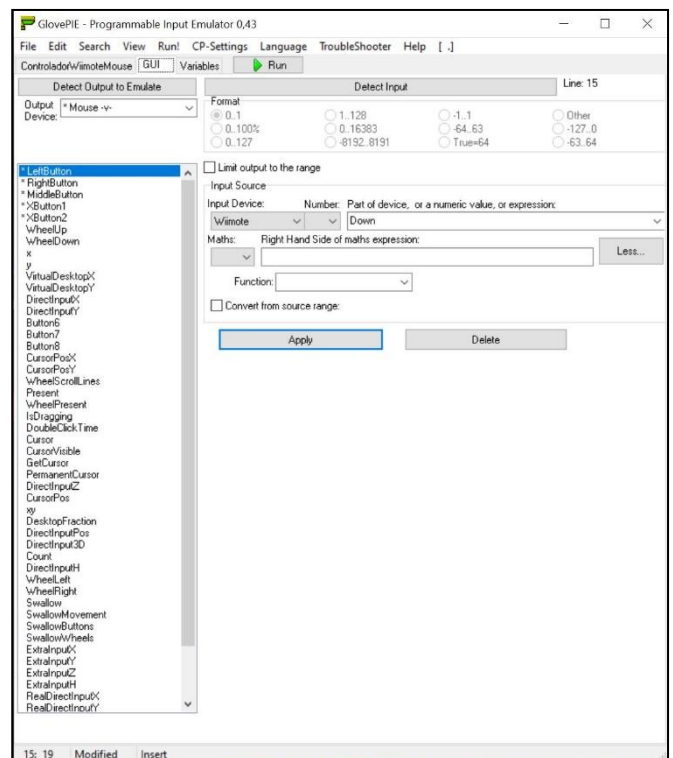 GlovePIE - Programmable Input Emulator 0,43
File Edit Search View Run! CP-Settings Language TroubleShooter Help [ .]
ControladorWiimoteMouse GUI Variables Run
Detect Output to Emulate
Output Device: * Mouse -v-
* LeftButton
* RightButton
* MiddleButton
* XButton1
* XButton2
WheelUp
WheelDown
x
y
VirtualDesktopX
VirtualDesktopY
DirectInputX
DirectInputY
Button6
Button7
Button8
CursorPosX
CursorPosY
WheelScrollLines
Present
WheelPresent
IsDragging
DoubleClickTime
Cursor
CursorVisible
GetCursor
PermanentCursor
DirectInputZ
CursorPos
xy
DesktopFraction
DirectInputPos
DirectInput3D
Count
DirectInputH
WheelLeft
WheelRight
Swallow
SwallowMovement
SwallowButtons
SwallowWheels
ExtraInputX
ExtraInputY
ExtraInputZ
ExtraInputH
RealDirectInputX
RealDirectInputY
Detect Input
Line: 15
Format
0..1 1..128 -1..1 Other
0..100% 0..16383 -64..63 -127..0
0..127 -8192..8191 True=64 -63..64
Limit output to the range
Input Source
Input Device: Number: Part of device, or a numeric value, or expression:
Wiimote Down
Maths: Right Hand Side of maths expression:
Less...
Function:
Convert from source range:
Apply Delete
15: 19 Modified Insert